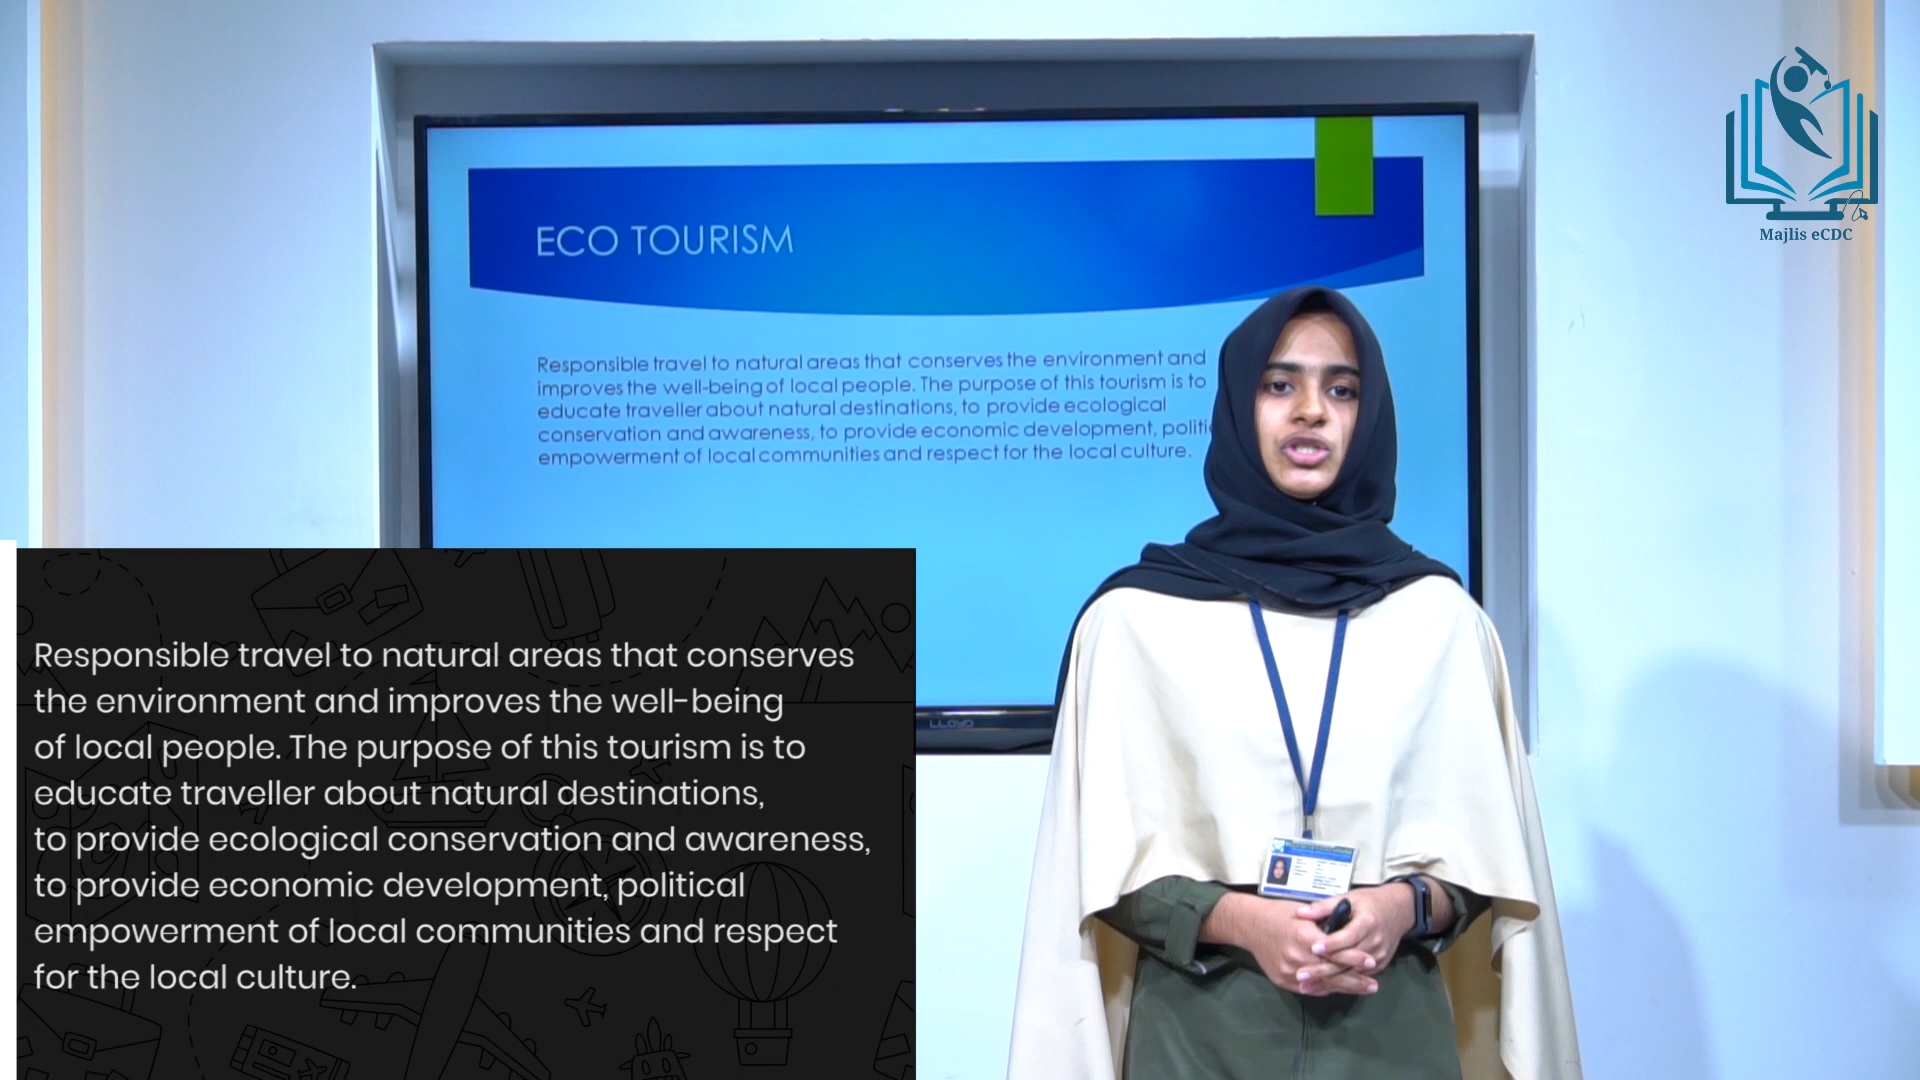 Majlis eCDC
ECO TOURISM
Responsible travel to natural areas that conserves the environment and
improves the well-being of local people. The purpose of this tourism is to
educate traveller about natural destinations, to provide ecological
conservation and awareness, to provide economic development,
empowerment of local communities and respect for the local culture.
LLOYD
Responsible travel to natural areas that conserves
the environment and improves the well-being
of local people. The purpose of this tourism is to
educate traveller about natural destinations,
to provide ecological conservation and awareness,
to provide economic development, political
empowerment of local communities and respect
for the local culture.